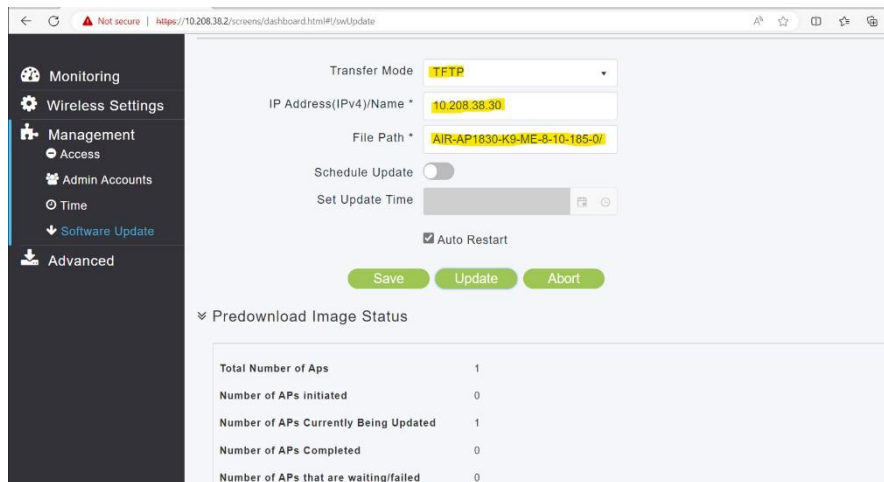 Not secure | https://10.208.38.2/screens/dashboard.html#!/swUpdate
Monitoring
Wireless Settings
Management
Access
Admin Accounts
Time
Software Update
Advanced
Transfer Mode TFTP
IP Address(IPv4)/Name * 10.208.38.30
File Path * AIR-AP1830-K9-ME-8-10-185-0/
Schedule Update
Set Update Time
Auto Restart
Save Update Abort
Predownload Image Status
Total Number of Aps 1
Number of APs initiated 0
Number of APs Currently Being Updated 1
Number of APs Completed 0
Number of APs that are waiting/failed 0